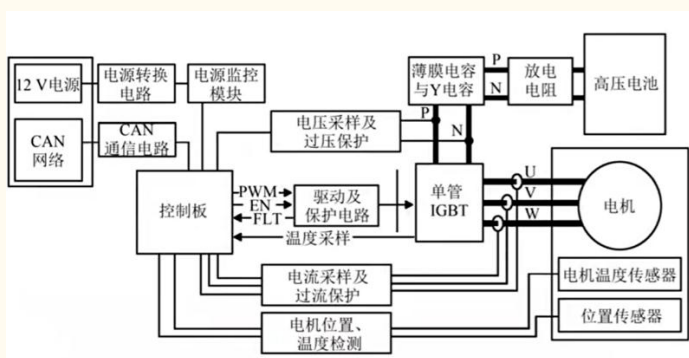 12 V电源
电源转换
电路
电源监控
模块
薄膜电容
与Y电容
P
N
放电
电阻
高压电池
CAN
网络
CAN
通信电路
电压采样及
过压保护
P
N
控制板
PWM
EN
FLT
驱动及
保护电路
单管
IGBT
U
V
W
电机
温度采样
电流采样及
过流保护
电机温度传感器
电机位置、
温度检测
位置传感器